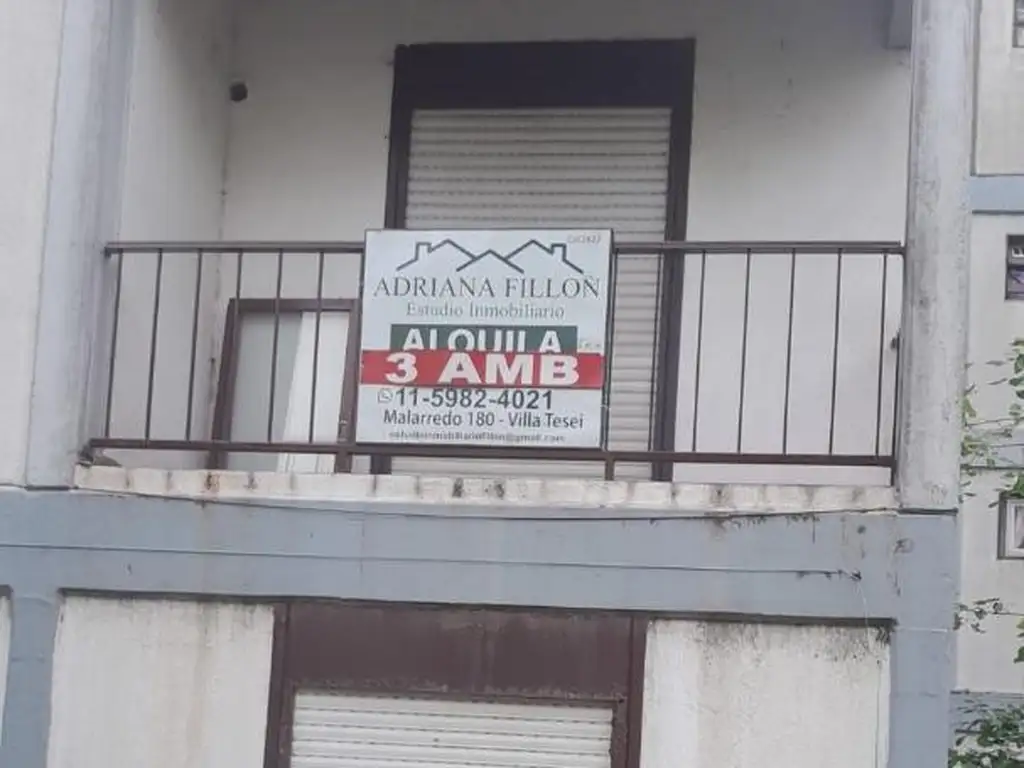 ADRIANA FILLOÑ
Estudio Inmobiliario
ALQUILA
3 AMB
11-5982-4021
Malarredo 180 - Villa Tesei